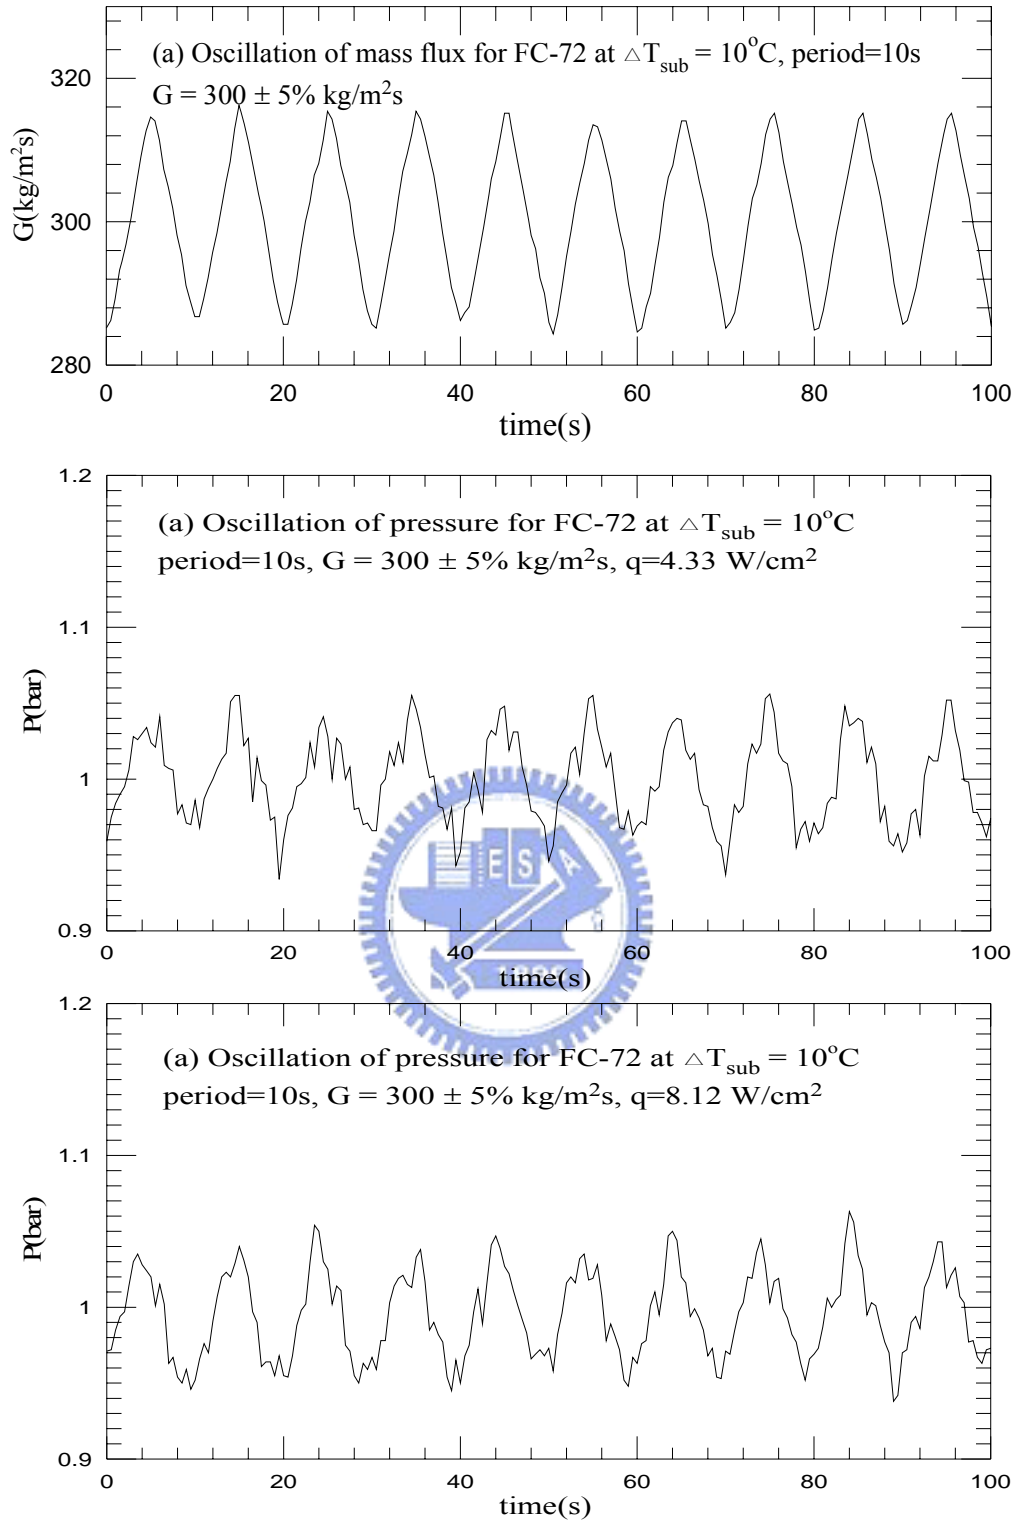 (a) Oscillation of mass flux for FC-72 at △Tsub = 10°C, period=10s
G = 300 ± 5% kg/m²s
320
300
280
G(kg/m²s)
0 20 40 60 80 100
time(s)
1.2
(a) Oscillation of pressure for FC-72 at △Tsub = 10°C
period=10s, G = 300 ± 5% kg/m²s, q=4.33 W/cm²
1.1
P(bar)
1
0.9
E S A
0 20 40 60 80 100
time(s)
1.2
(a) Oscillation of pressure for FC-72 at △Tsub = 10°C
period=10s, G = 300 ± 5% kg/m²s, q=8.12 W/cm²
1.1
P(bar)
1
0.9
0 20 40 60 80 100
time(s)